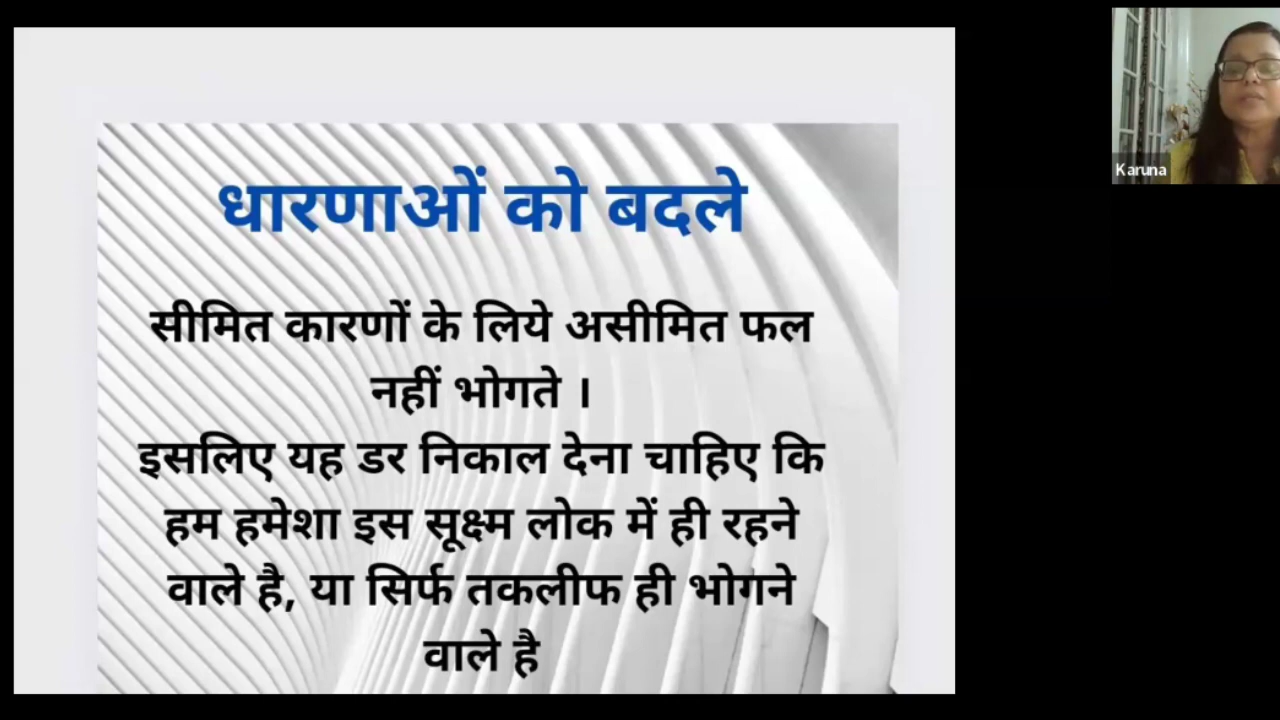 धारणाओं को बदले
सीमित कारणों के लिये असीमित फल
नहीं भोगते ।
इसलिए यह डर निकाल देना चाहिए कि
हम हमेशा इस सूक्ष्म लोक में ही रहने
वाले है, या सिर्फ तकलीफ ही भोगने
वाले है
Karuna